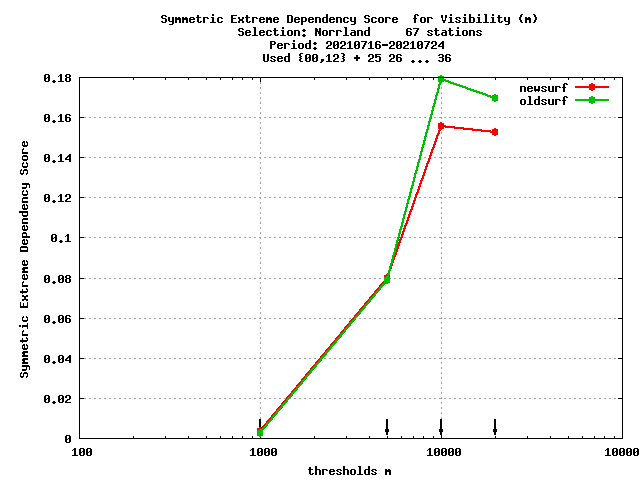 Symmetric Extreme Dependency Score  for Visibility (m)
Selection: Norrland     67 stations
Period: 20210716-20210724
Used {00,12} + 25 26 ... 36
newsurf
oldsurf
Symmetric Extreme Dependency Score
0.18
0.16
0.14
0.12
0.1
0.08
0.06
0.04
0.02
0
100 1000 10000 100000
thresholds m